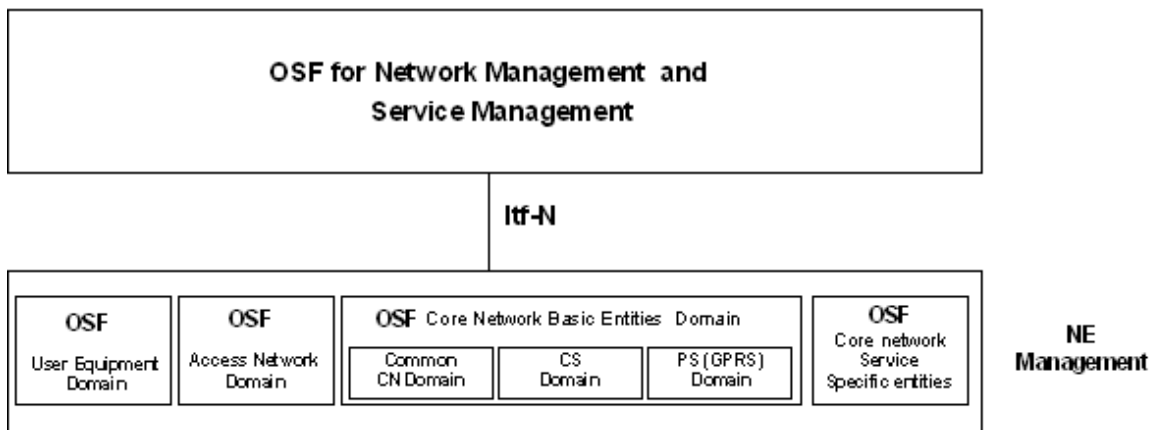 OSF for Network Management and
Service Management
Itf-N
OSF
User Equipment
Domain
OSF
Access Network
Domain
OSF Core Network Basic Entities Domain
Common
CN Domain
CS
Domain
PS (GPRS)
Domain
OSF
Core network
Service
Specific entities
NE
Management